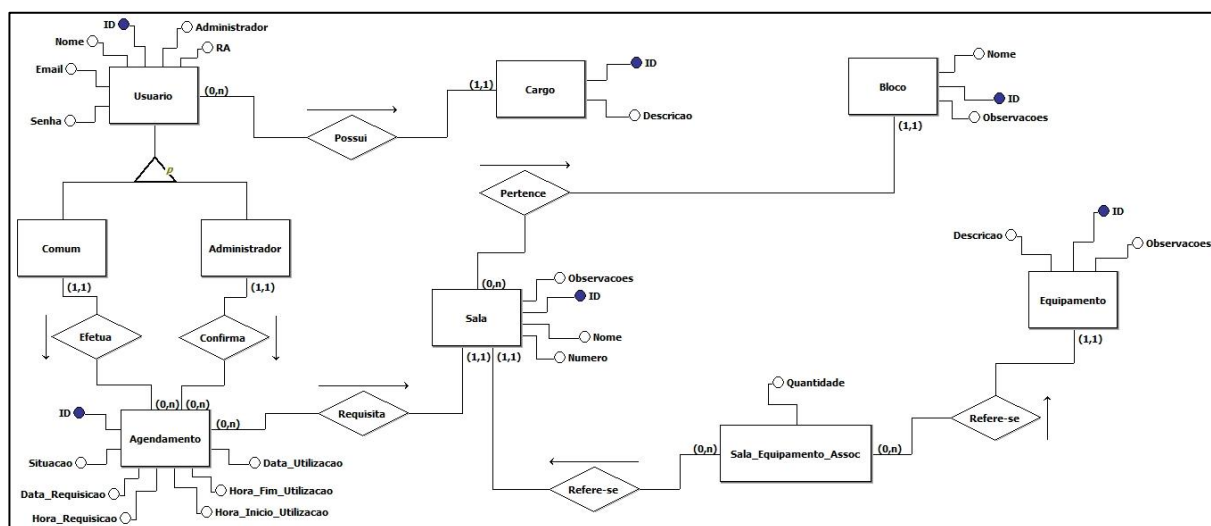 ID
Administrador
Nome
RA
Email
Usuario
Senha
(0,n)
Possui
(1,1)
Cargo
ID
Descricao
Bloco
Nome
ID
Observacoes
(1,1)
p
Pertence
Comum
Administrador
(1,1)
(1,1)
Efetua
Confirma
(0,n)
Sala
Observacoes
ID
Nome
Numero
(1,1)
(1,1)
ID
Descricao
Observacoes
Equipamento
(1,1)
(0,n)
(0,n)
ID
Agendamento
(0,n)
Situacao
Data_Utilizacao
Data_Requisicao
Hora_Fim_Utilizacao
Hora_Requisicao
Hora_Inicio_Utilizacao
Requisita
Quantidade
Sala_Equipamento_Assoc
(0,n)
(0,n)
Refere-se
Refere-se